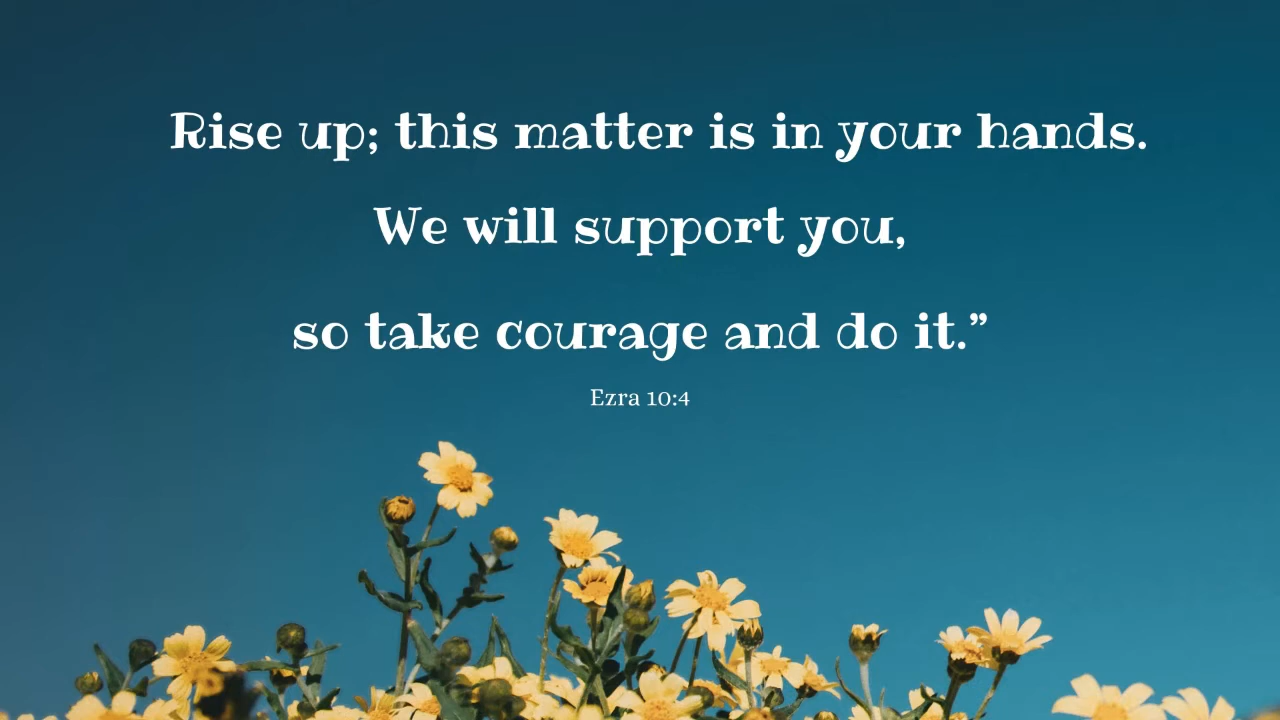 Rise up; this matter is in your hands.
We will support you,
so take courage and do it.”
Ezra 10:4